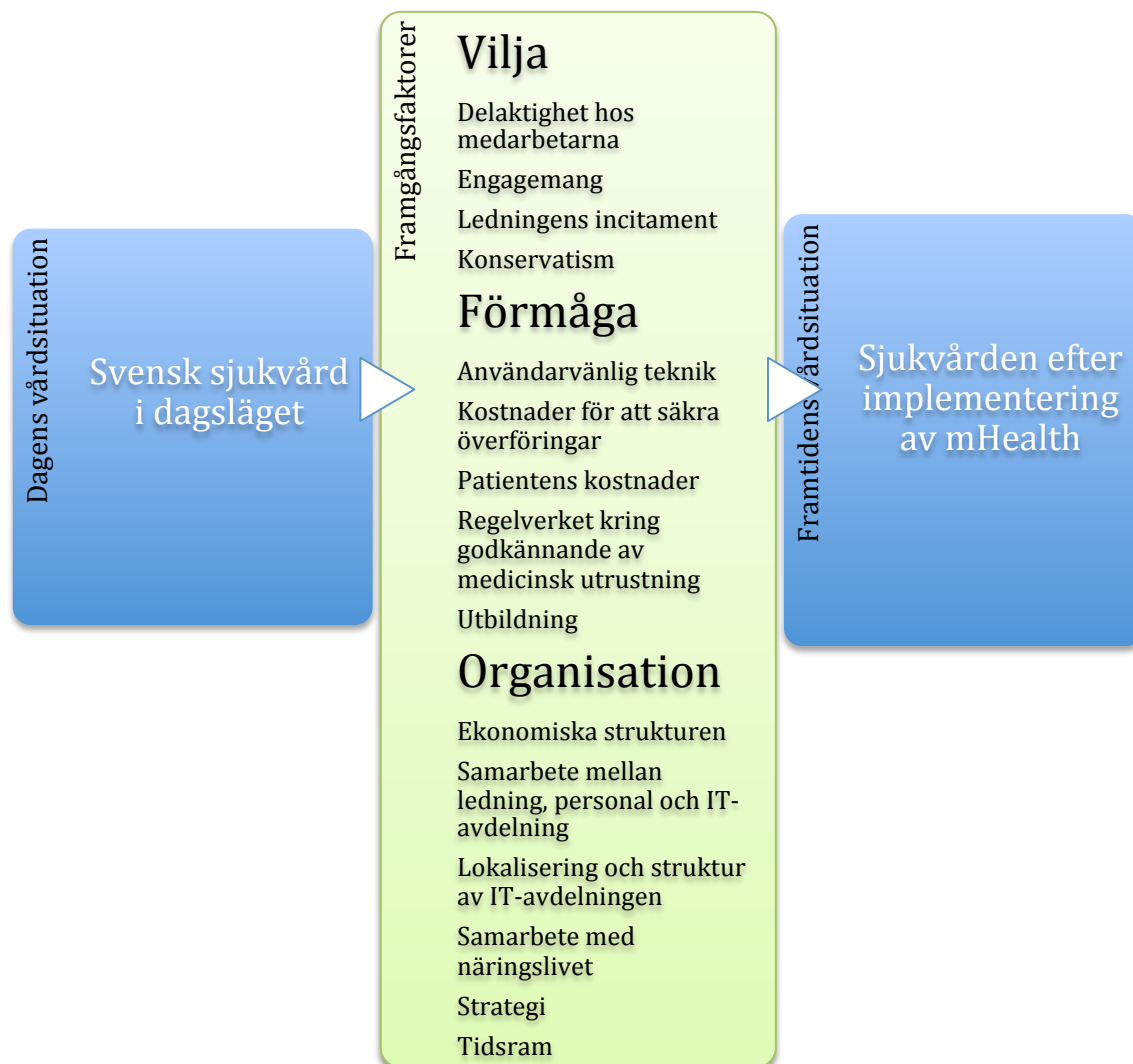 Dagens vårdsituation
Svensk sjukvård
i dagsläget
Framgångsfaktorer
Vilja
Delaktighet hos
medarbetarna
Engagemang
Ledningens incitament
Konservatism
Förmåga
Användarvänlig teknik
Kostnader för att säkra
överföringar
Patientens kostnader
Regelverket kring
godkännande av
medicinsk utrustning
Utbildning
Organisation
Ekonomiska strukturen
Samarbete mellan
ledning, personal och IT-
avdelning
Lokalisering och struktur
av IT-avdelningen
Samarbete med
näringslivet
Strategi
Tidsram
Framtidens vårdsituation
Sjukvården efter
implementering
av mHealth